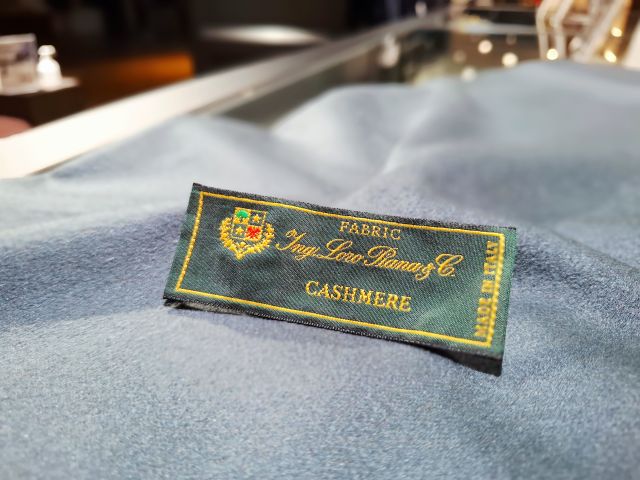 FABRIC
Ing. Loro Piana & C.
CASHMERE
MADE IN ITALY